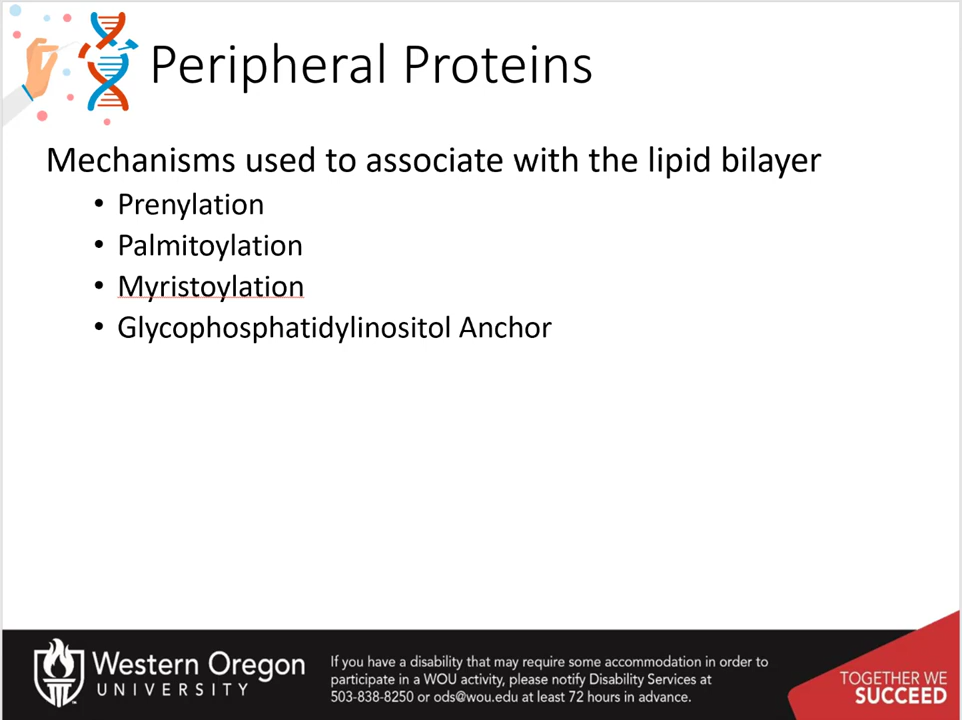 Peripheral Proteins
Mechanisms used to associate with the lipid bilayer
• Prenylation
• Palmitoylation
• Myristoylation
• Glycophosphatidylinositol Anchor
Western Oregon
UNIVERSITY
If you have a disability that may require some accommodation in order to
participate in a WOU activity, please notify Disability Services at
503-838-8250 or ods@wou.edu at least 72 hours in advance.
TOGETHER WE
SUCCEED